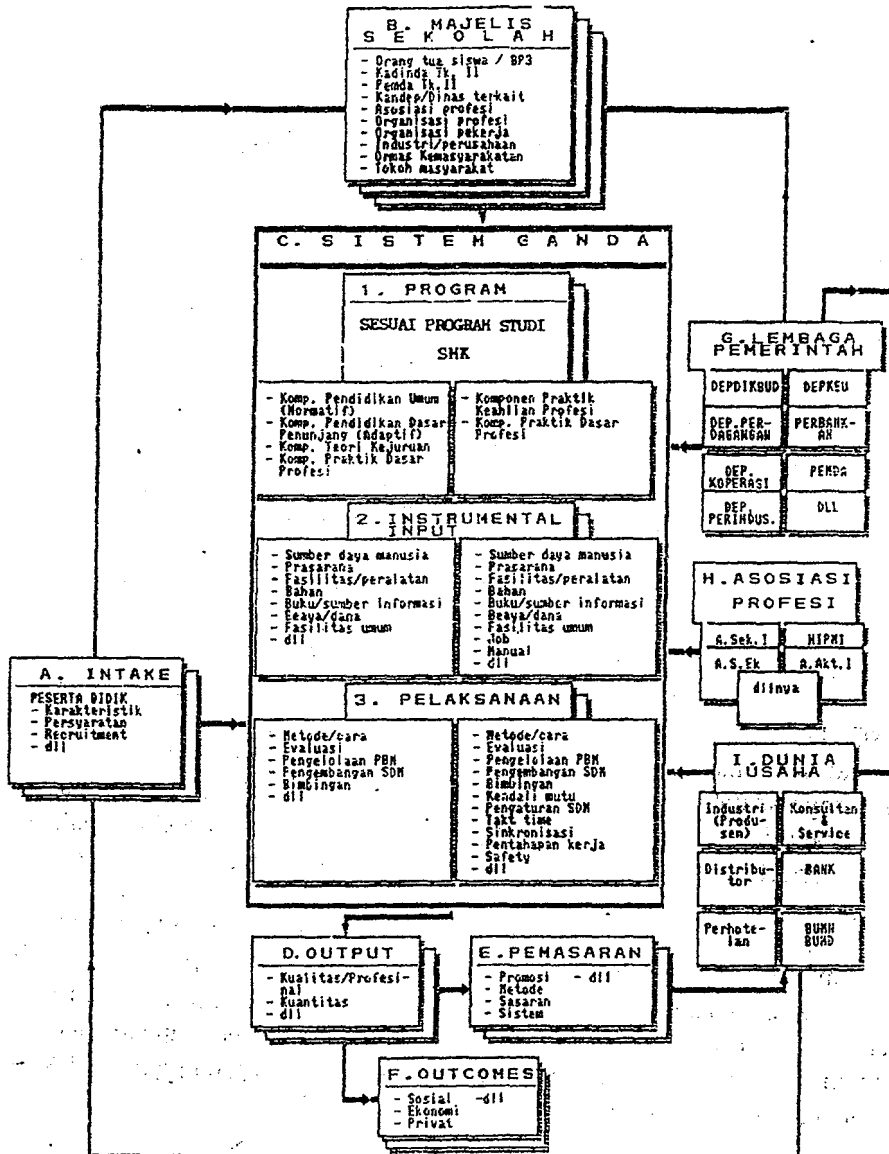 B. MAJELIS
SEKOLAH
- Orang tua siswa / BP3
- Kadinda Tk. II
- Pemda Tk.II
- Kandep/Dinas terkait
- Asosiasi profesi
- Organisasi profesi
- Organisasi pekerja
- Industri/perusahaan
- Ormas Kemasyarakatan
- Tokoh masyarakat
C. SISTEM GANDA
1. PROGRAM
SESUAI PROGRAM STUDI
SMK
- Komp. Pendidikan Umum
(Normatif)
- Komp. Pendidikan Dasar
Penunjang (Adaptif)
- Komp. Teori Kejuruan
- Komp. Praktik Dasar
Profesi
- Komponen Praktik
Keahlian Profesi
- Komp. Praktik Dasar
Profesi
2. INSTRUMENTAL
INPUT
- Sumber daya manusia
- Prasarana
- Fasilitas/peralatan
- Bahan
- Buku/sumber informasi
- Beaya/dana
- Fasilitas umum
- dll
- Sumber daya manusia
- Prasarana
- Fasilitas/peralatan
- Bahan
- Buku/sumber informasi
- Beaya/dana
- Fasilitas umum
- Job
- Manual
- dll
3. PELAKSANAAN
- Metode/cara
- Evaluasi
- Pengelolaan PBM
- Pengembangan SDM
- Bimbingan
- dll
- Metode/cara
- Evaluasi
- Pengelolaan PBM
- Pengembangan SDM
- Bimbingan
- Kendali mutu
- Pengaturan SDM
- Takt time
- Sinkronisasi
- Pentahapan kerja
- Safety
- dll
A. INTAKE
PESERTA DIDIK
- Karakteristik
- Persyaratan
- Recruitment
- dll
G.LEMBAGA
PEMERINTAH
DEPDIKBUD
DEPKEU
DEP.PER-
DAGANGAN
PERBANK-
AN
DEP.
KOPERASI
PEMDA
DEP.
PERINDUS.
DLL
H.ASOSIASI
PROFESI
A.Sek.I
HIPMI
A.S.Ek
A.Akt.I
dllnya
I.DUNIA
USAHA
Industri
(Produ-
sen)
Konsultan
&
Service
Distribu-
tor
BANK
Perhote-
lan
BUMN
BUMD
D.OUTPUT
- Kualitas/Profesi-
nal
- Kuantitas
- dll
E.PEMASARAN
- Promosi - dll
- Metode
- Sasaran
- Sistem
F.OUTCOMES
- Sosial -dll
- Ekonomi
- Privat